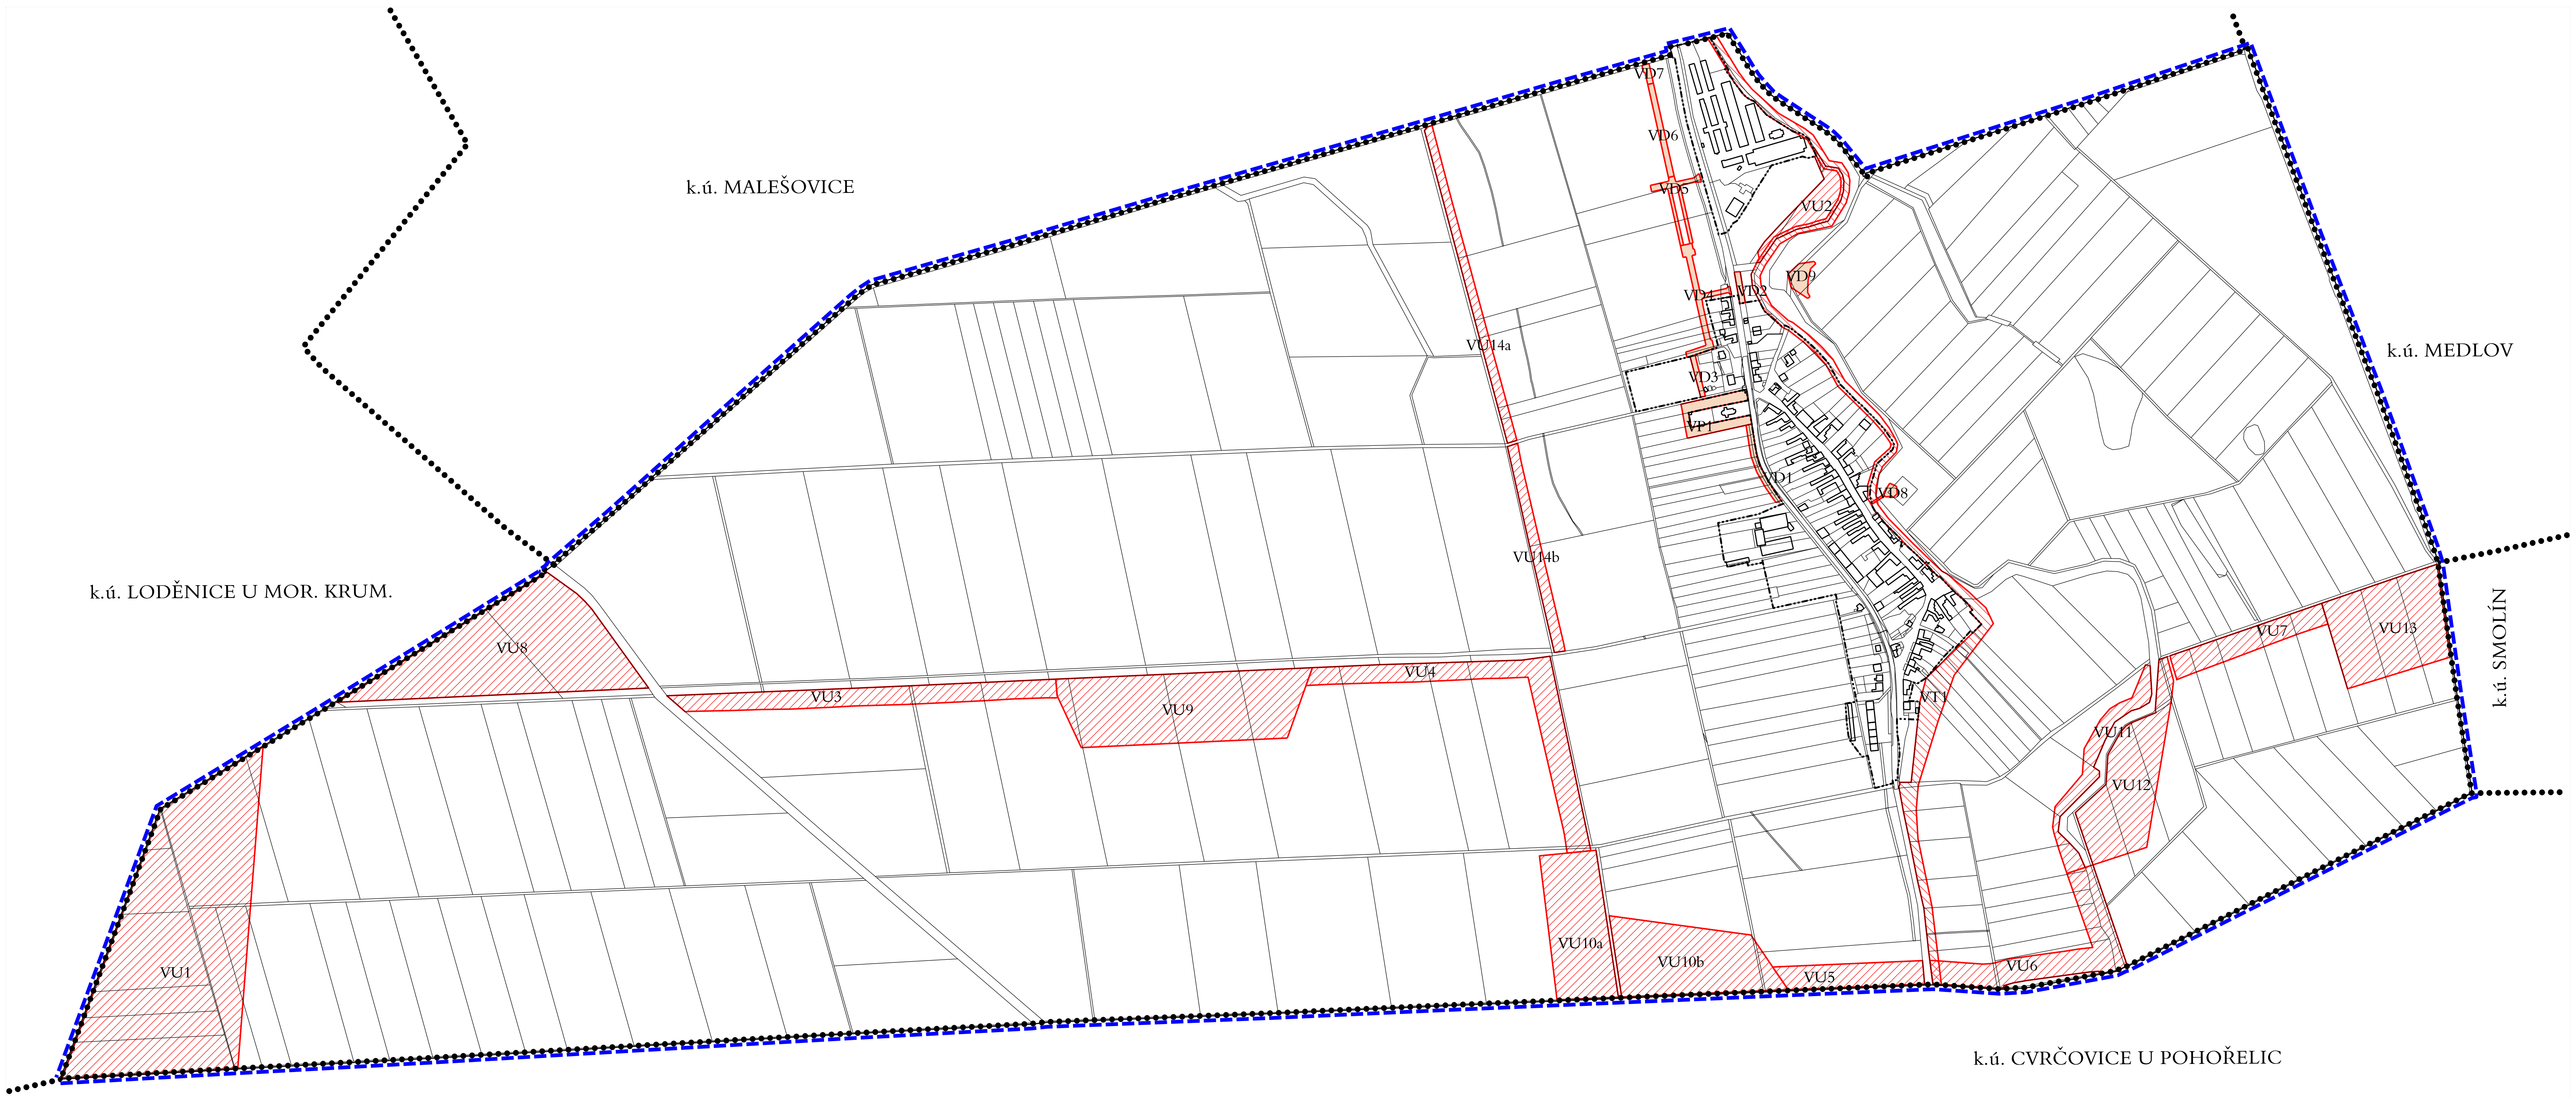 VD7
VD6
k.ú. MALEŠOVICE
VD5
VU2
VD9
VD4
VD2
VU14a
k.ú. MEDLOV
VD3
VP1
VD1
VD8
VU14b
k.ú. LODĚNICE U MOR. KRUM.
VU7
VU13
k.ú. SMOLÍN
VU8
VU4
VU3
VT1
VU9
VU11
VU12
VU10a
VU10b
VU6
VU1
VU5
k.ú. CVRČOVICE U POHOŘELIC